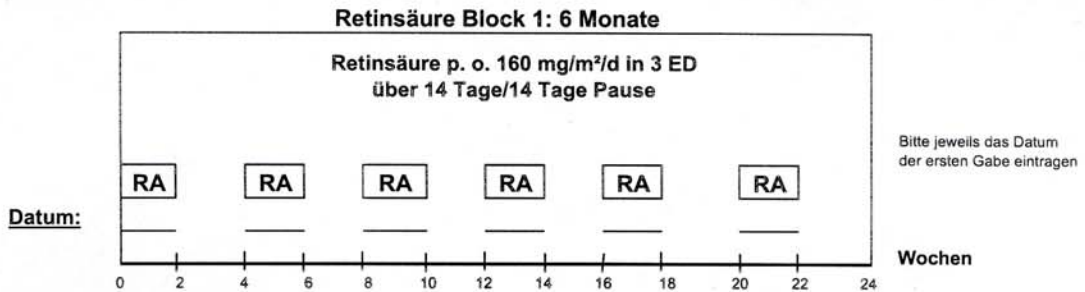 Retinsäure Block 1: 6 Monate
Retinsäure p. o. 160 mg/m²/d in 3 ED
über 14 Tage/14 Tage Pause
Bitte jeweils das Datum
der ersten Gabe eintragen
RA RA RA RA RA RA
Datum:
Wochen
0 2 4 6 8 10 12 14 16 18 20 22 24